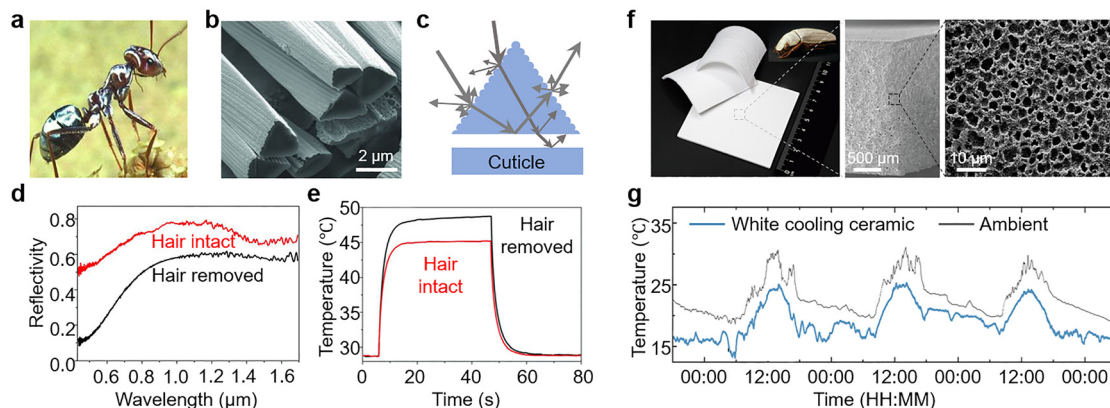 a
b
2 μm
c
Cuticle
d
Reflectivity
0.8
0.6
0.4
0.2
0.0
Hair intact
Hair removed
0.6 0.8 1.0 1.2 1.4 1.6
Wavelength (μm)
e
Temperature (°C)
50
45
40
35
30
Hair
removed
Hair
intact
0 20 40 60 80
Time (s)
f
500 μm
10 μm
g
White cooling ceramic
Ambient
Temperature (°C)
35
25
15
00:00 12:00 00:00 12:00 00:00 12:00 00:00
Time (HH:MM)